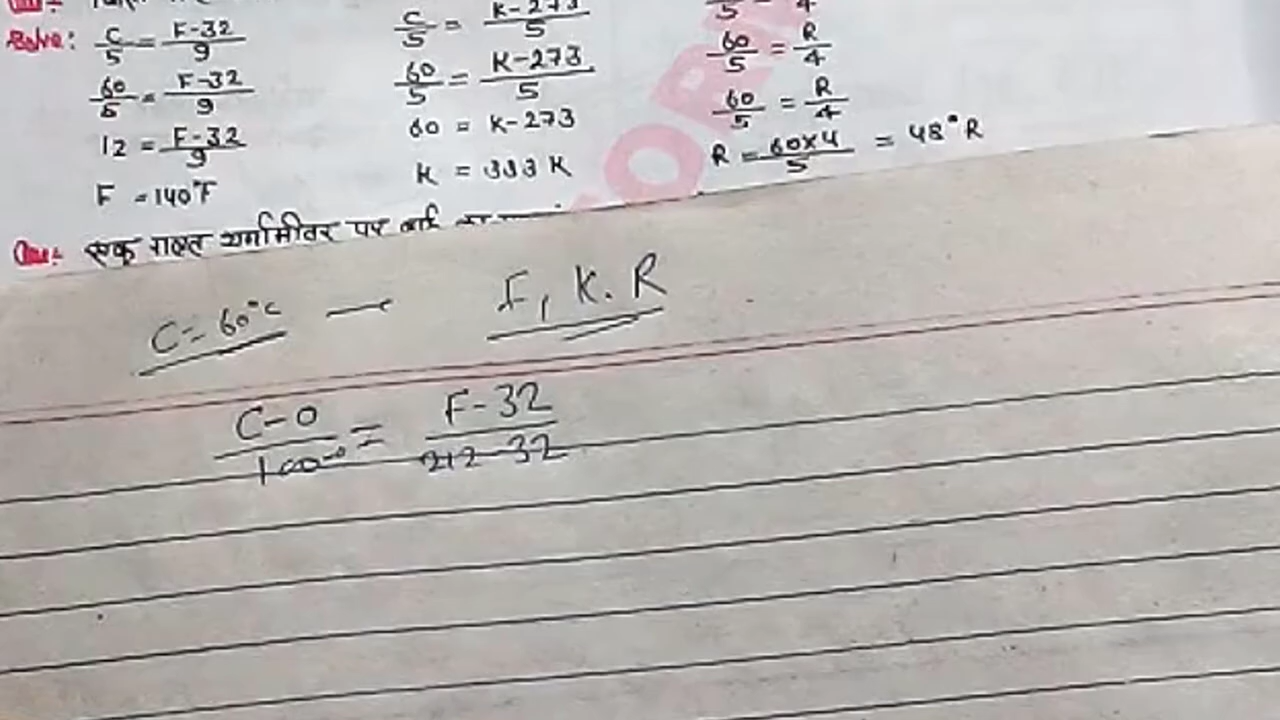 Solve: C/5 = F-32/9
60/5 = F-32/9
12 = F-32/9
F = 140°F
C/5 = K-273/5
60/5 = K-273/5
60 = K-273
K = 333 K
60/5 = R/4
60/5 = R/4
R = 60×4/5 = 48°R
Que:- एक गलत थर्मामीटर पर
C = 60°C — F, K. R
C-0/100-0 = F-32/212-32